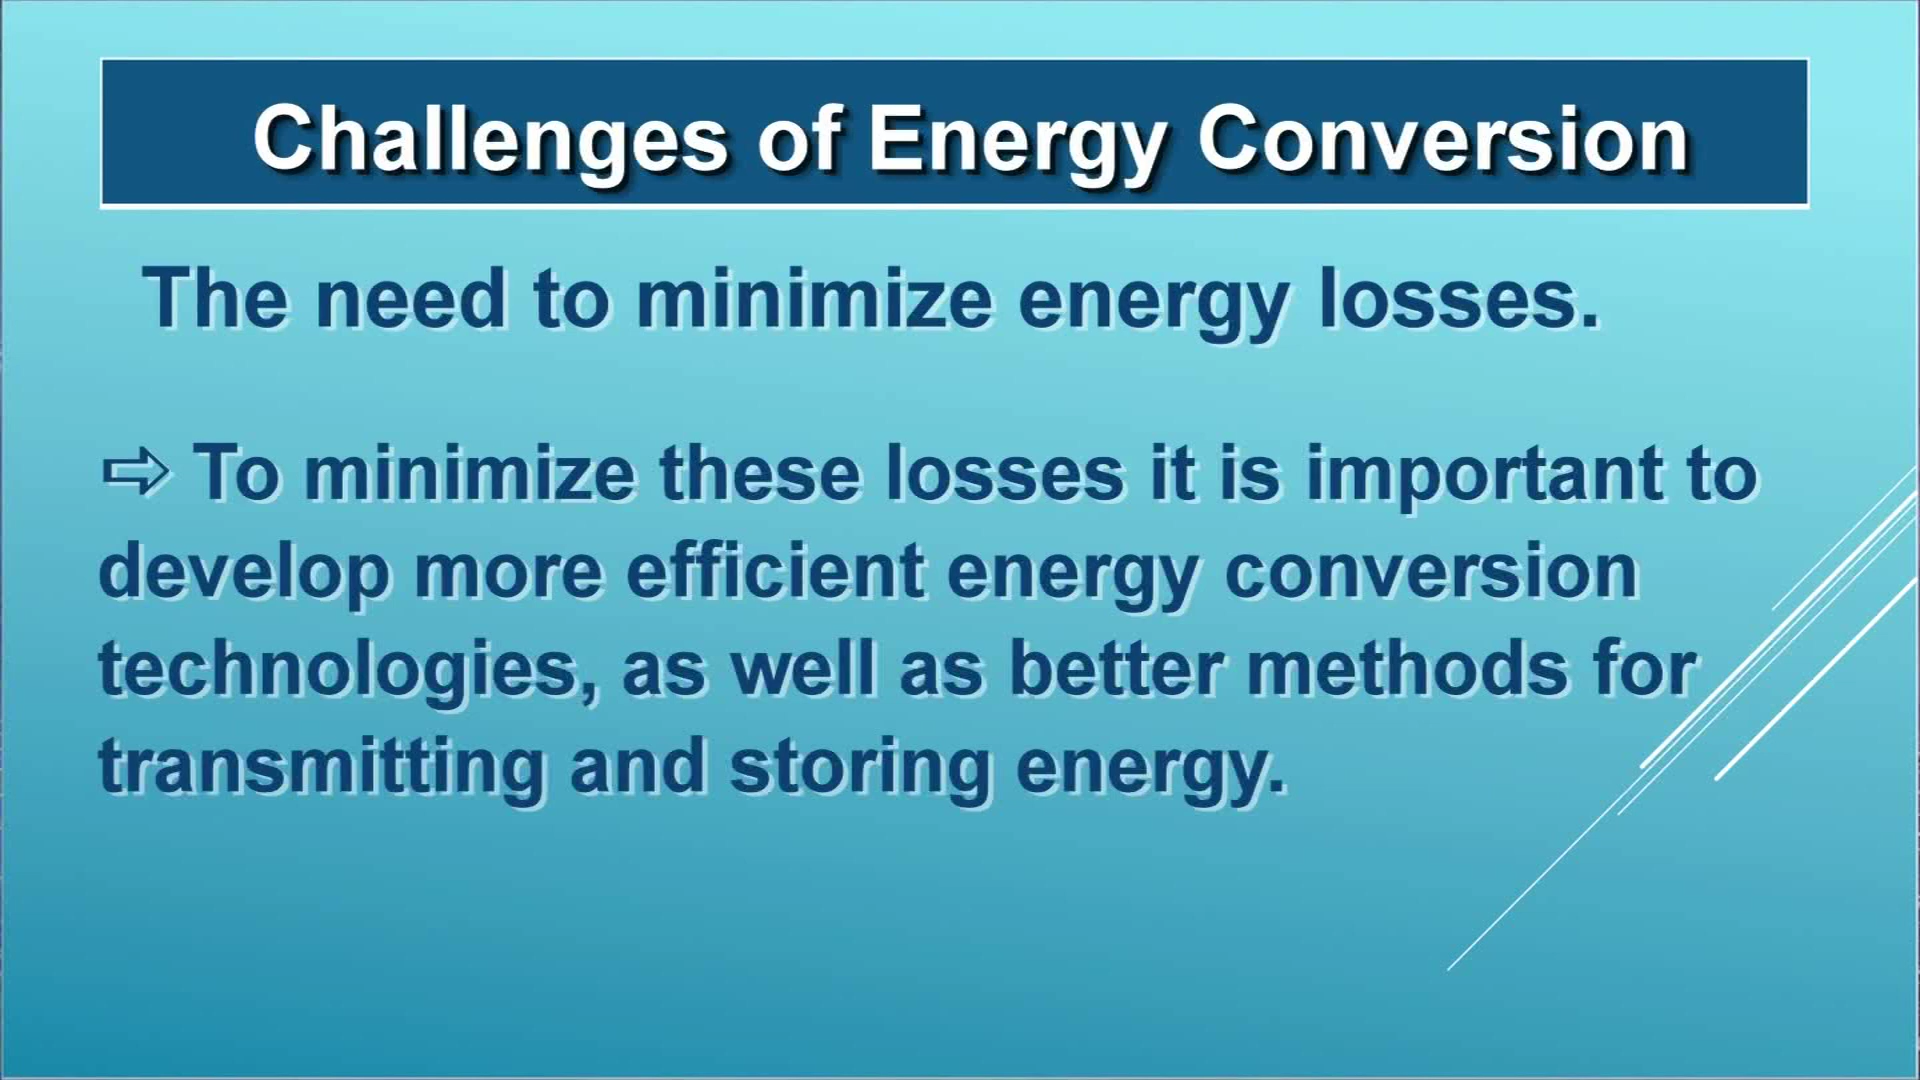 Challenges of Energy Conversion
The need to minimize energy losses.
⇨ To minimize these losses it is important to
develop more efficient energy conversion
technologies, as well as better methods for
transmitting and storing energy.